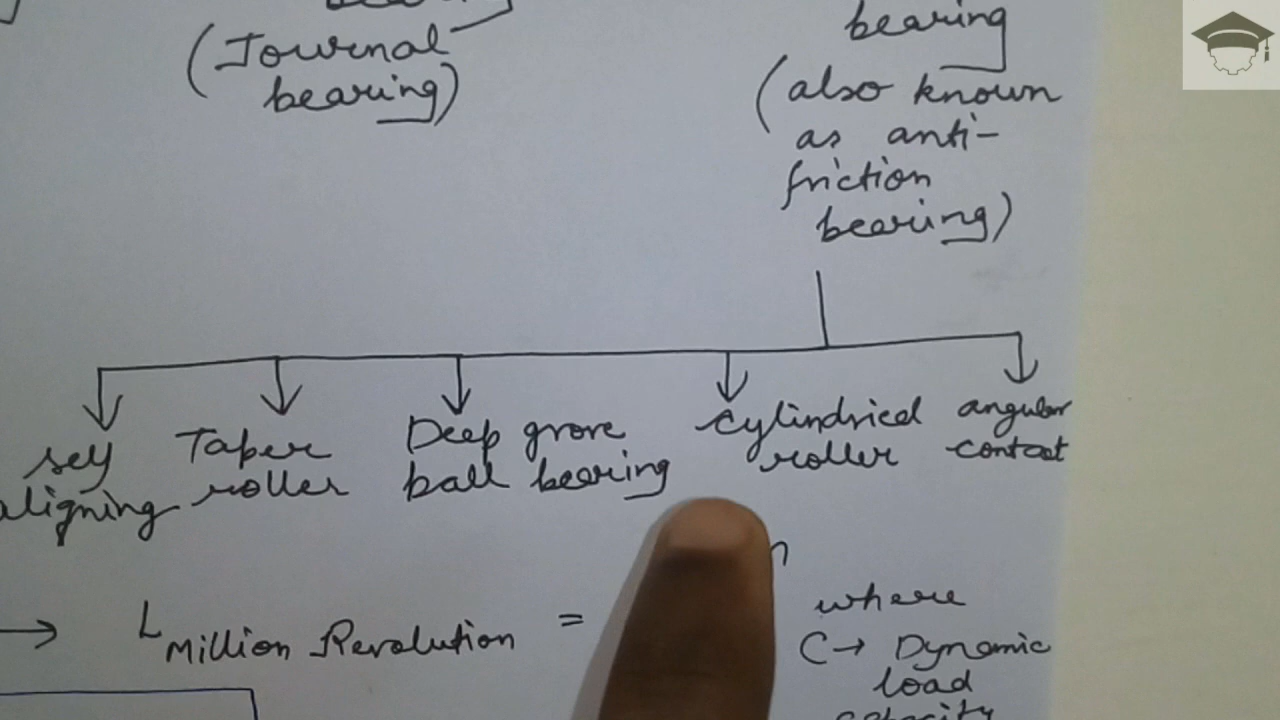 (Journal
bearing)
bearing
(also known
as anti-
friction
bearing)
self
aligning
Taper
roller
Deep grove
ball bearing
cylindrical
roller
angular
contact
→ L Million Revolution =
n
where
C → Dynamic
load
capacity